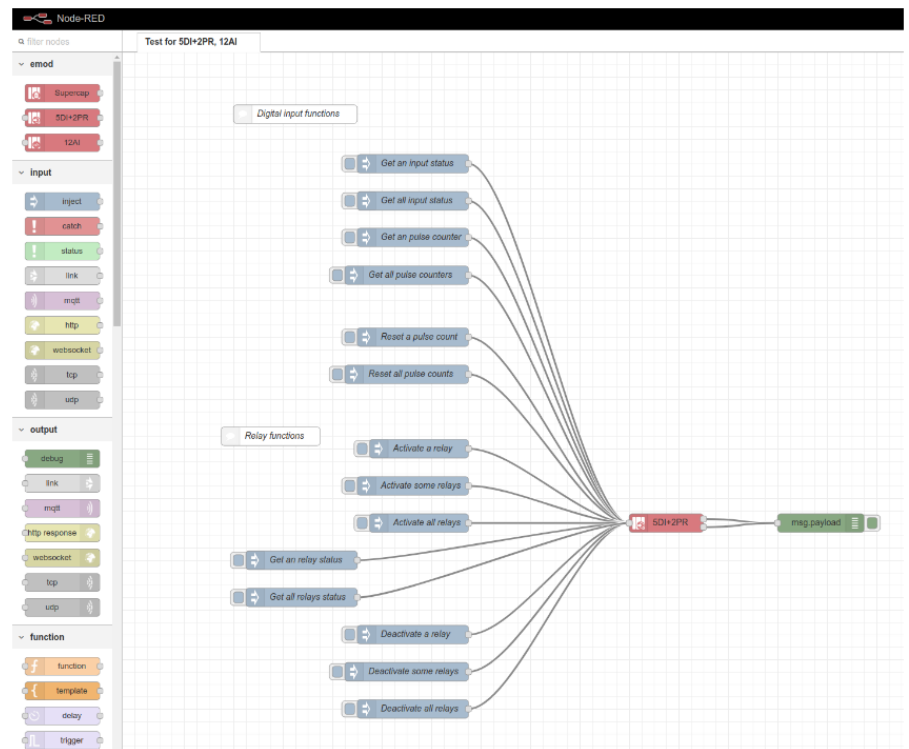 Node-RED
filter nodes
Test for 5DI+2PR, 12AI
emod
Supercap
5DI+2PR
12AI
input
inject
catch
status
link
mqtt
http
websocket
tcp
udp
output
debug
link
mqtt
http response
websocket
tcp
udp
function
function
template
delay
trigger
Digital input functions
Get an input status
Get all input status
Get an pulse counter
Get all pulse counters
Reset a pulse count
Reset all pulse counts
Relay functions
Activate a relay
Activate some relays
Activate all relays
Get an relay status
Get all relays status
Deactivate a relay
Deactivate some relays
Deactivate all relays
5DI+2PR
msg.payload